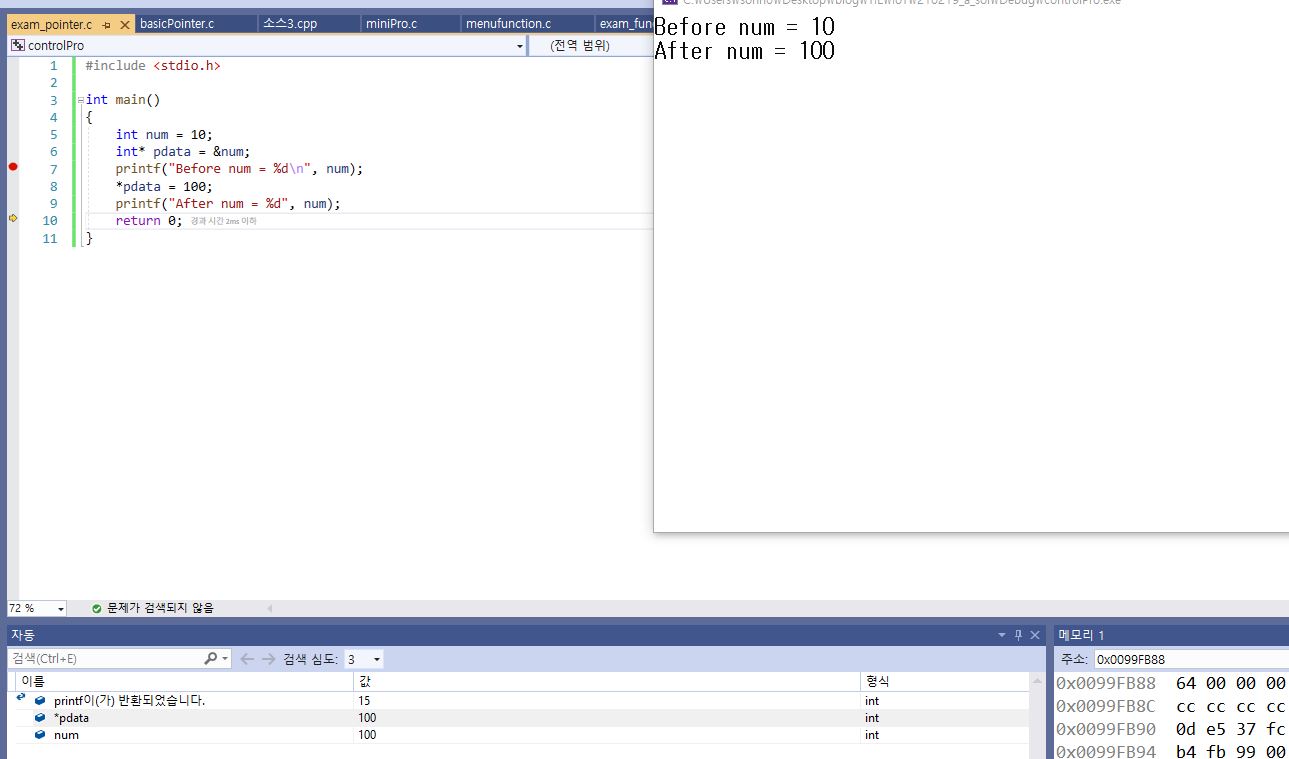 exam_pointer.c basicPointer.c 소스3.cpp miniPro.c menufunction.c exam_fun
controlPro (전역 범위)
1 #include <stdio.h>
2
3 int main()
4 {
5 int num = 10;
6 int* pdata = &num;
7 printf("Before num = %d\n", num);
8 *pdata = 100;
9 printf("After num = %d", num);
10 return 0; 경과 시간 2ms 이하
11 }
Before num = 10
After num = 100
72 % 문제가 검색되지 않음
자동
검색(Ctrl+E) 검색 심도: 3
이름 값 형식
printf이(가) 반환되었습니다. 15 int
*pdata 100 int
num 100 int
메모리 1
주소: 0x0099FB88
0x0099FB88 64 00 00 00
0x0099FB8C cc cc cc cc
0x0099FB90 0d e5 37 fc
0x0099FB94 b4 fb 99 00